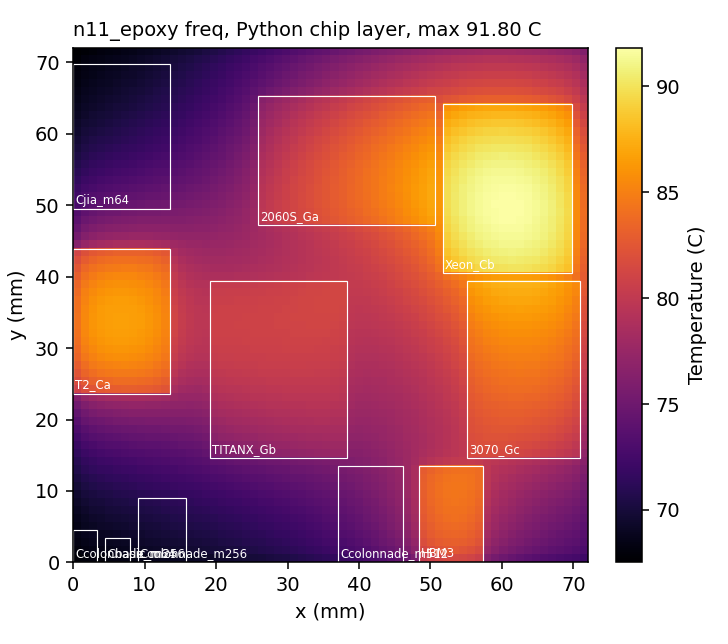 n11_epoxy freq, Python chip layer, max 91.80 C
70
60
50
40
30
20
10
0
y (mm)
0 10 20 30 40 50 60 70
x (mm)
Cjia_m64
2060S_Ga
Xeon_Cb
T2_Ca
TITANX_Gb
3070_Gc
HBM3
90
85
80
75
70
Temperature (C)